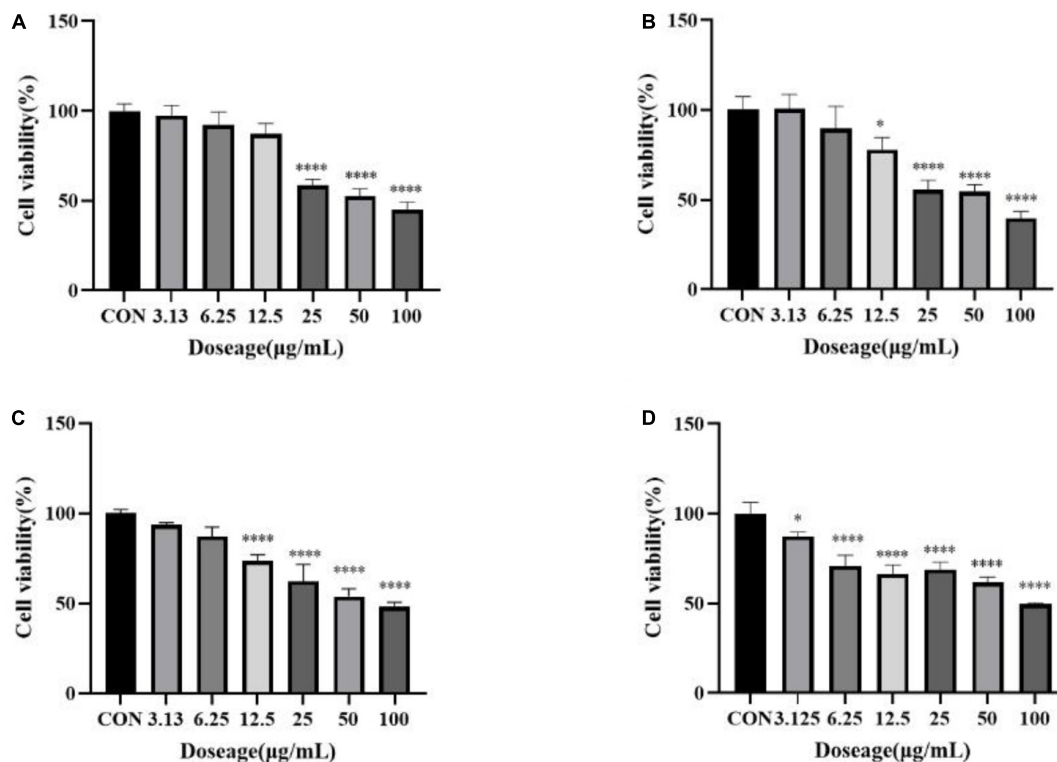 A
150
100
50
0
Cell viability(%)
****
****
****
CON 3.13 6.25 12.5 25 50 100
Doseage(μg/mL)
B
150
100
50
0
Cell viability(%)
*
****
****
****
CON 3.13 6.25 12.5 25 50 100
Doseage(μg/mL)
C
150
100
50
0
Cell viability(%)
****
****
****
****
CON 3.13 6.25 12.5 25 50 100
Doseage(μg/mL)
D
150
100
50
0
Cell viability(%)
*
****
****
****
****
****
CON 3.125 6.25 12.5 25 50 100
Doseage(μg/mL)